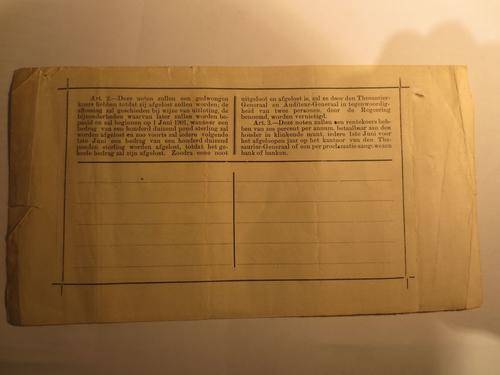 Art. 2.—Deze noten zullen een gedwongen
koers hebben totdat zij afgelost zullen worden; de
aflossing zal geschieden bij wijze van uitloting, de
bijzonderheden waarvan later zullen worden be-
paald en zal beginnen op 1 Juni 1901, wanneer een
bedrag van een honderd duizend pond sterling zal
worden afgelost en zoo voorts zal iedere volgende
1ste Juni een bedrag van een honderd duizend
ponden sterling worden afgelost, totdat het ge-
heele bedrag zal zijn afgelost. Zoodra eene noot
uitgeloot en afgelost is, zal ze door den Thesaurier-
Generaal en Auditeur-Generaal in tegenwoordig-
heid van twee personen, door de Regeering
benoemd, worden vernietigd.
Art. 3.—Deze noten zullen een rentekoers heb-
ben van zes percent per annum, betaalbaar aan den
houder in klinkende munt, iedere 1ste Juni voor
het afgeloopen jaar op het kantoor van den The-
saurier-Generaal of een per proclamatie aangewezen
bank of banken.